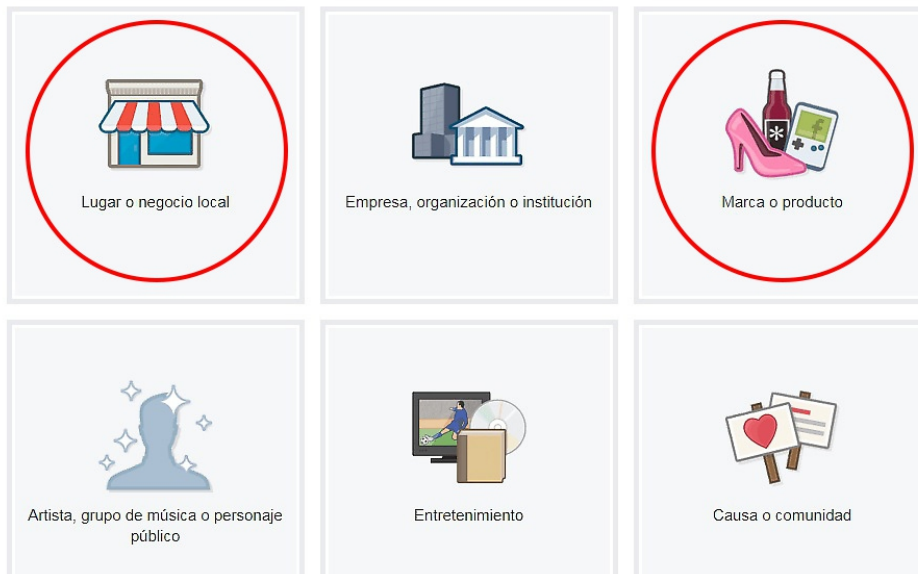 Lugar o negocio local
Empresa, organización o institución
Marca o producto
Artista, grupo de música o personaje
público
Entretenimiento
Causa o comunidad